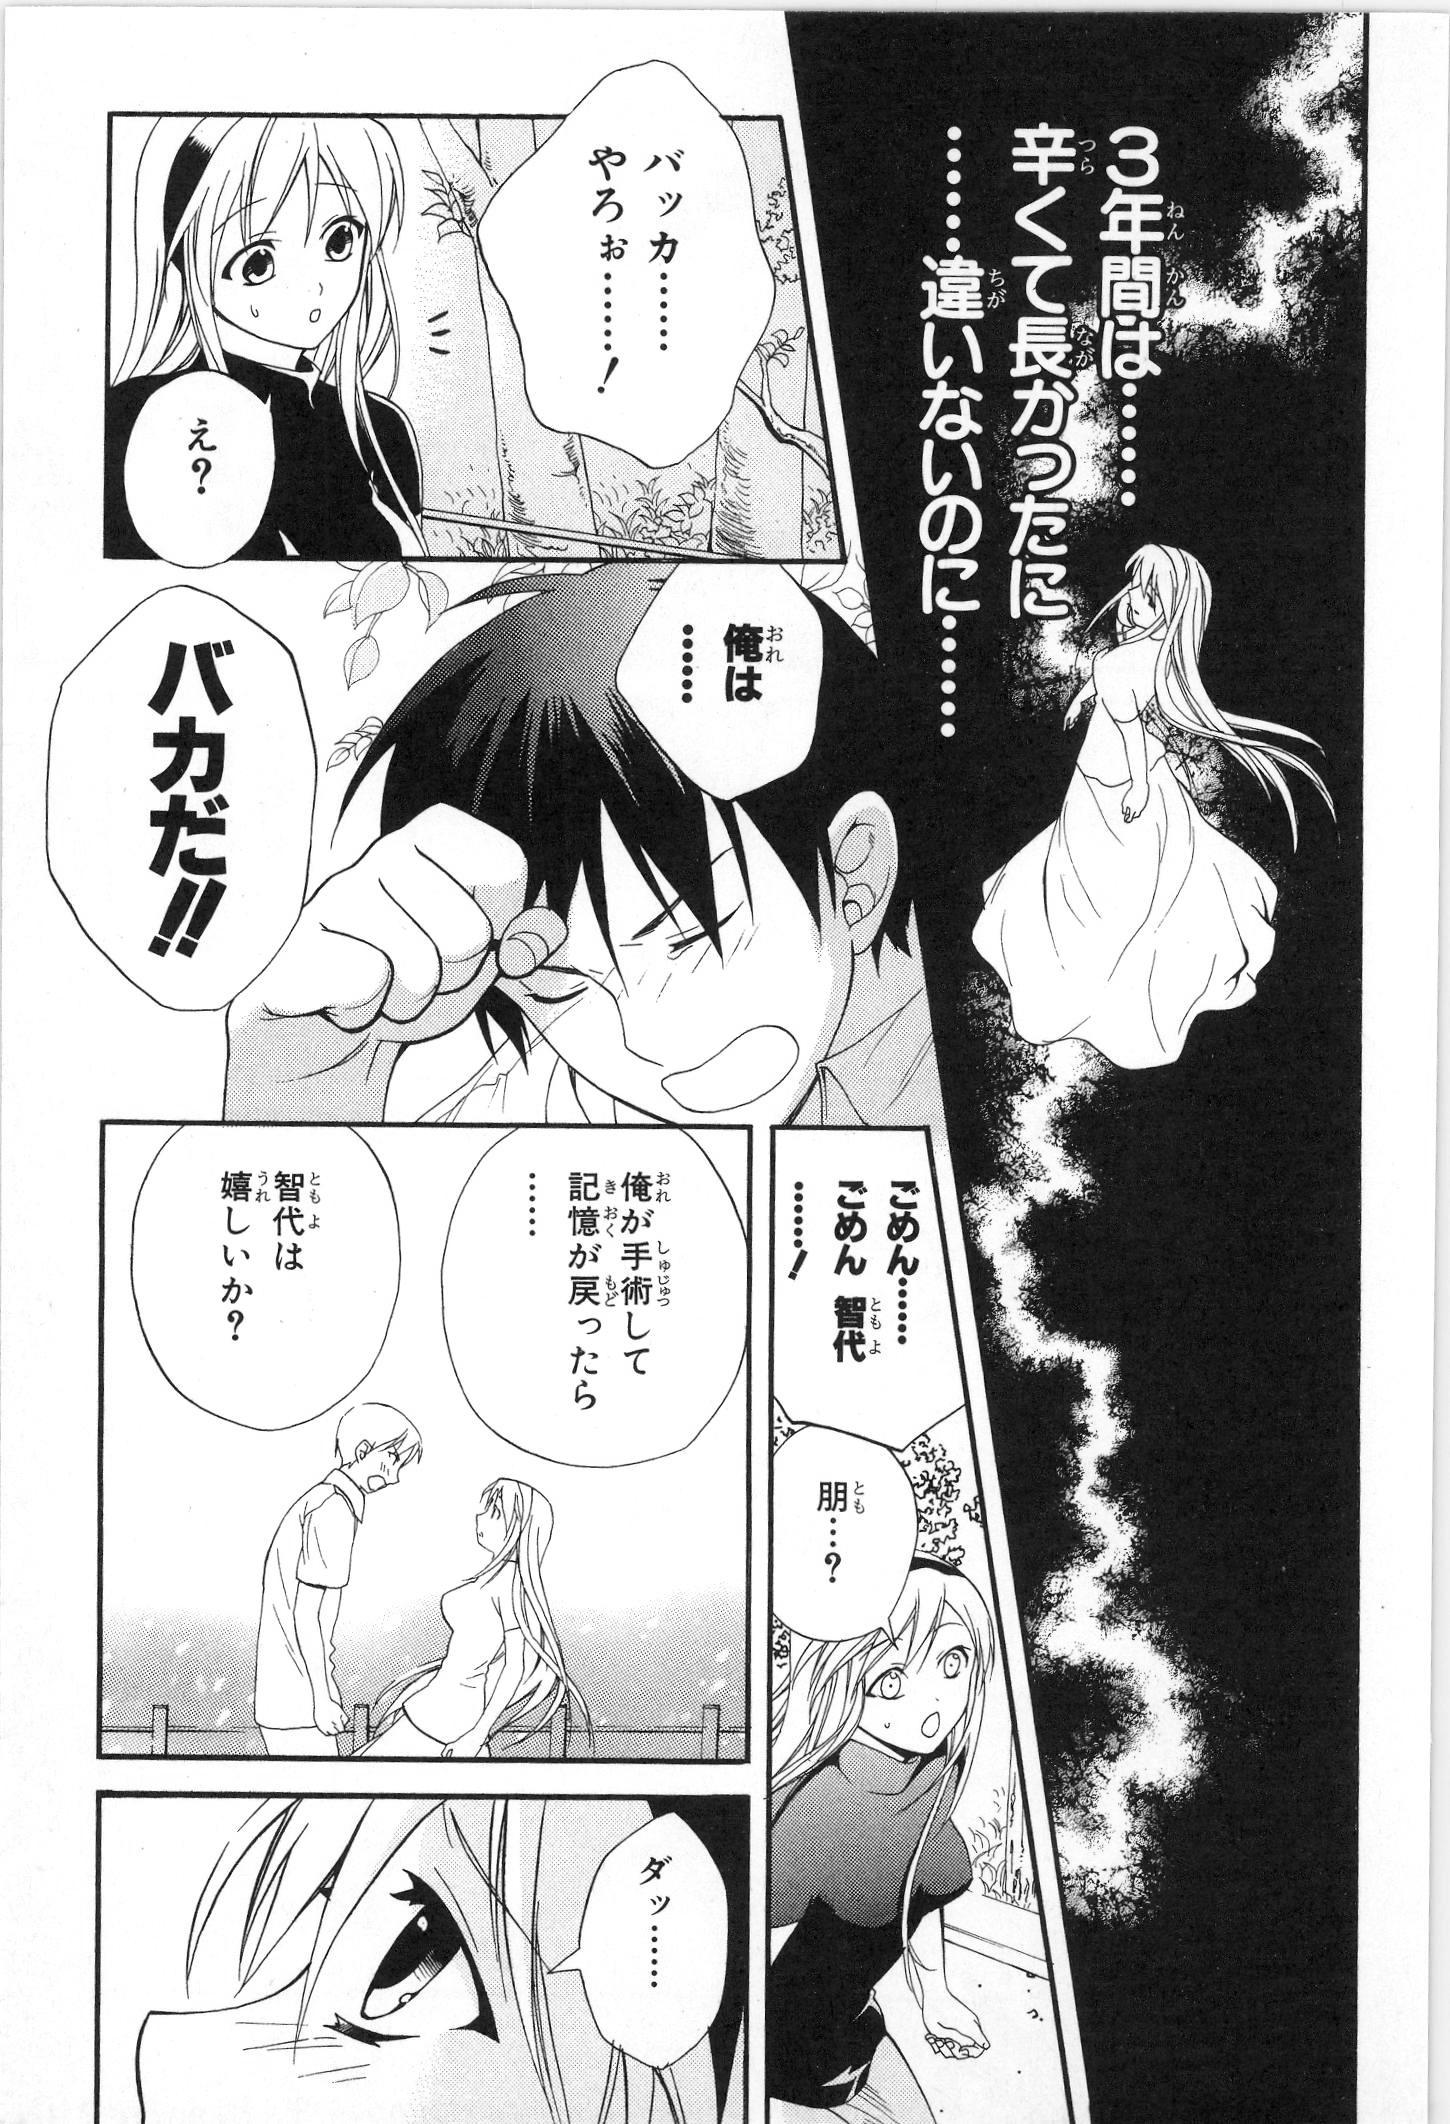 ３年間は………
辛くて長かったに
……違いないのに………
バッカ……
やろぉ………！
え？
俺は
……
バカだ！！
ごめん……
ごめん 智代
……！
朋…？
俺が手術して
記憶が戻ったら
……
智代は
嬉しいか？
ダッ……